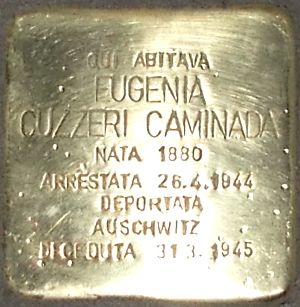 QUI ABITAVA
EUGENIA
CUZZERI CAMINADA
NATA 1880
ARRESTATA 26.4.1944
DEPORTATA
AUSCHWITZ
DECEDUTA 31.3.1945